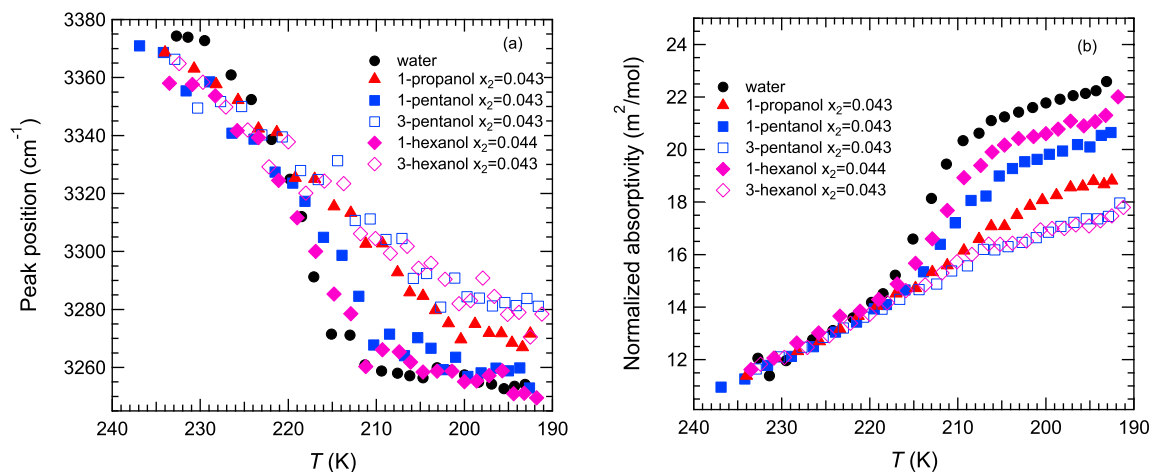 3380
3360
3340
3320
3300
3280
3260
Peak position (cm⁻¹)
(a)
water
1-propanol x₂=0.043
1-pentanol x₂=0.043
3-pentanol x₂=0.043
1-hexanol x₂=0.044
3-hexanol x₂=0.043
240 230 220 210 200 190
T (K)
24
22
20
18
16
14
12
Normalized absorptivity (m²/mol)
(b)
water
1-propanol x₂=0.043
1-pentanol x₂=0.043
3-pentanol x₂=0.043
1-hexanol x₂=0.044
3-hexanol x₂=0.043
240 230 220 210 200 190
T (K)